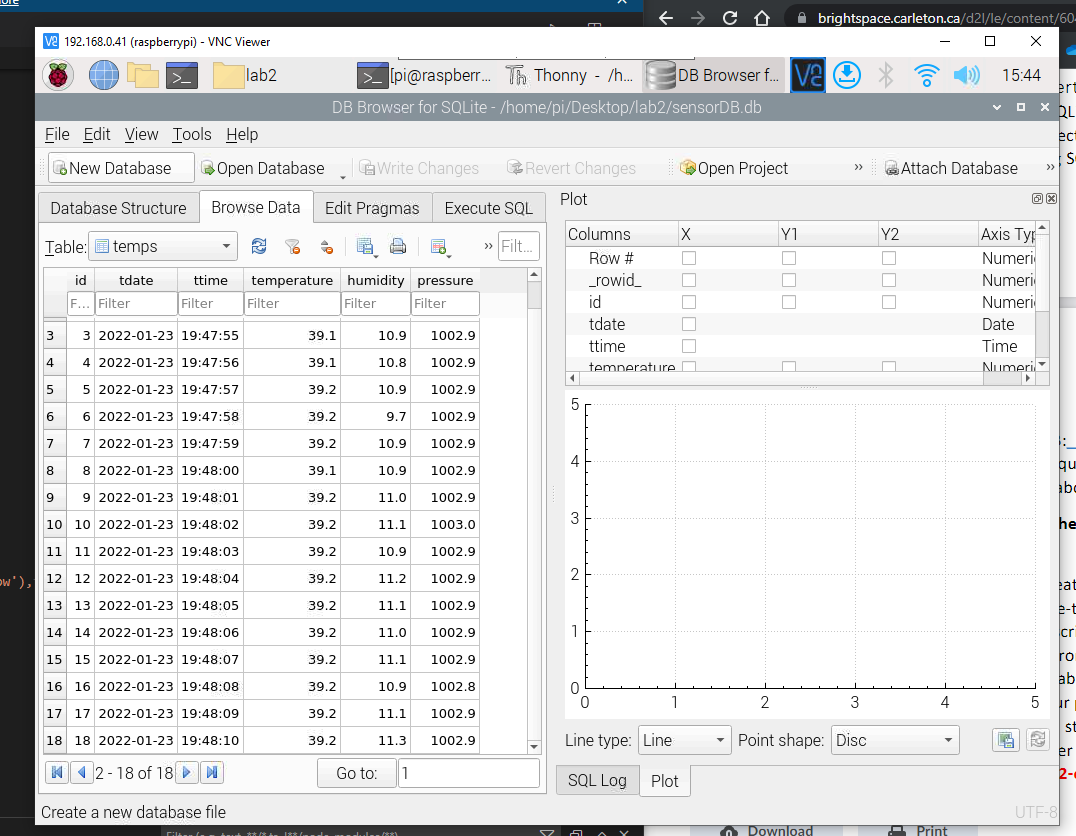 brightspace.carleton.ca/d2l/le/content/604
192.168.0.41 (raspberrypi) - VNC Viewer
lab2 [pi@raspberr... Thonny - /h... DB Browser f... 15:44
DB Browser for SQLite - /home/pi/Desktop/lab2/sensorDB.db
File Edit View Tools Help
New Database Open Database Write Changes Revert Changes Open Project » Attach Database »
Database Structure Browse Data Edit Pragmas Execute SQL
Table: temps » Filt...
id tdate ttime temperature humidity pressure
F... Filter Filter Filter Filter Filter
3 3 2022-01-23 19:47:55 39.1 10.9 1002.9
4 4 2022-01-23 19:47:56 39.1 10.8 1002.9
5 5 2022-01-23 19:47:57 39.2 10.9 1002.9
6 6 2022-01-23 19:47:58 39.2 9.7 1002.9
7 7 2022-01-23 19:47:59 39.2 10.9 1002.9
8 8 2022-01-23 19:48:00 39.1 10.9 1002.9
9 9 2022-01-23 19:48:01 39.2 11.0 1002.9
10 10 2022-01-23 19:48:02 39.2 11.1 1003.0
11 11 2022-01-23 19:48:03 39.2 10.9 1002.9
12 12 2022-01-23 19:48:04 39.2 11.2 1002.9
13 13 2022-01-23 19:48:05 39.2 11.1 1002.9
14 14 2022-01-23 19:48:06 39.2 11.0 1002.9
15 15 2022-01-23 19:48:07 39.2 11.1 1002.9
16 16 2022-01-23 19:48:08 39.2 10.9 1002.8
17 17 2022-01-23 19:48:09 39.2 11.1 1002.9
18 18 2022-01-23 19:48:10 39.2 11.3 1002.9
2 - 18 of 18 Go to: 1
Plot
Columns X Y1 Y2 Axis Typ
Row # Numeri
_rowid_ Numeri
id Numeri
tdate Date
ttime Time
temperature Numeri
5
4
3
2
1
0
0 1 2 3 4 5
Line type: Line Point shape: Disc
SQL Log Plot
Create a new database file UTF-8
Download Print